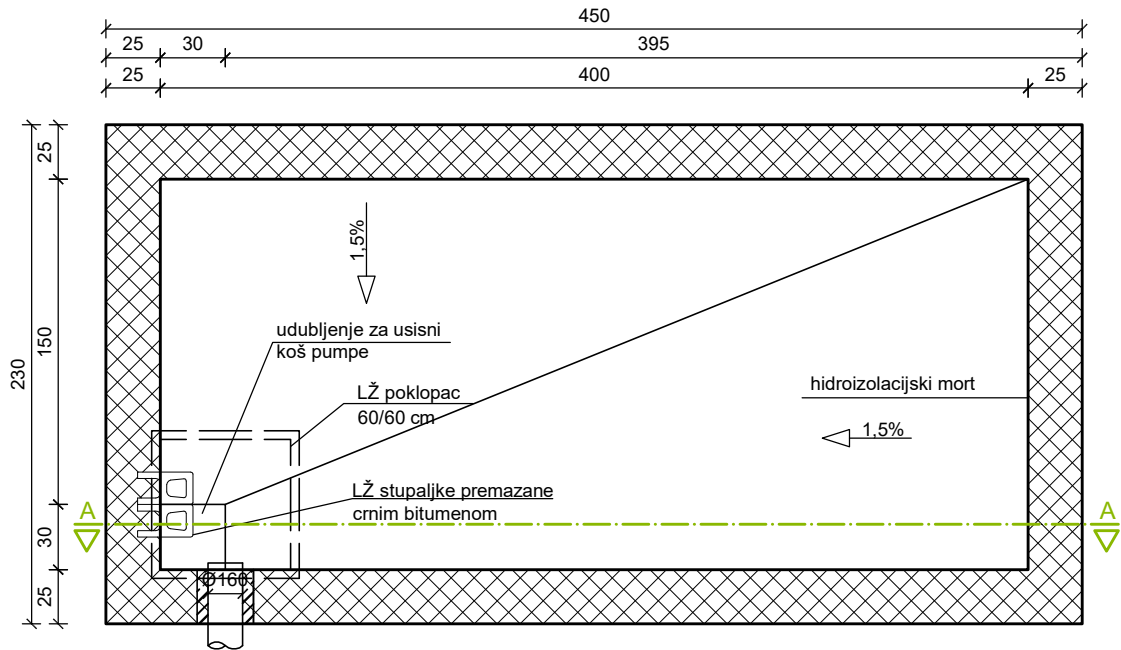 450
25 30 395
25 400 25
25
150
230
30
25
1,5%
udubljenje za usisni
koš pumpe
LŽ poklopac
60/60 cm
hidroizolacijski mort
1,5%
LŽ stupaljke premazane
crnim bitumenom
A A
Ø160